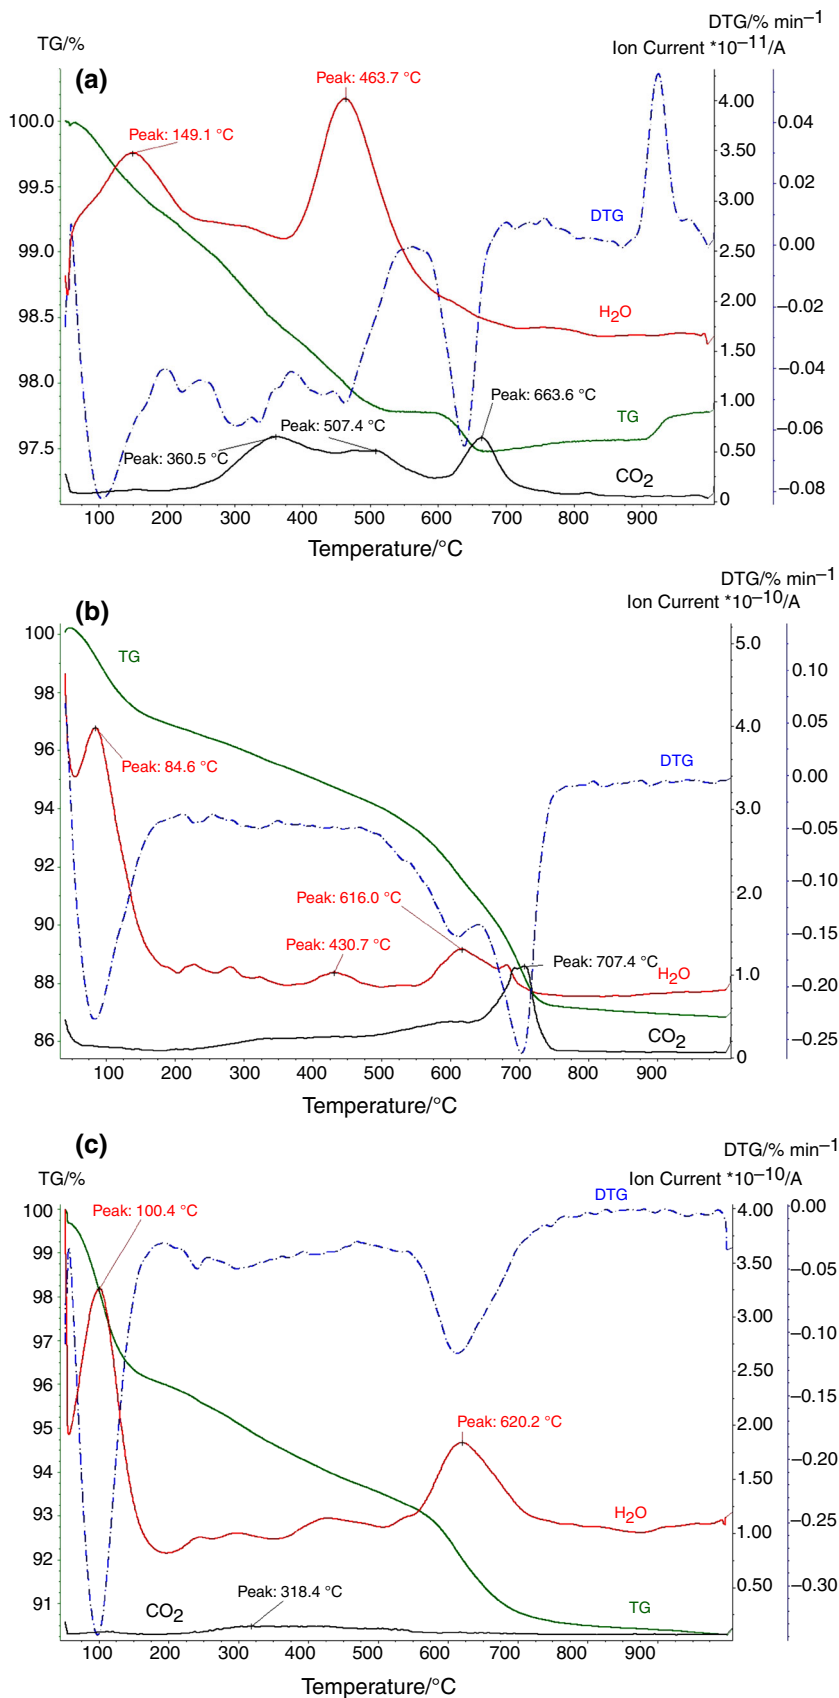 DTG/% min–1
TG/%
Ion Current *10–11/A
(a)
Peak: 463.7 °C
4.00
100.0
0.04
Peak: 149.1 °C
3.50
99.5
0.02
3.00
DTG
99.0
2.50
0.00
H2O
98.5
2.00
–0.02
1.50
98.0
Peak: 663.6 °C
–0.04
1.00
TG
Peak: 507.4 °C
–0.06
97.5
Peak: 360.5 °C
0.50
CO2
–0.08
0
100 200 300 400 500 600 700 800 900
Temperature/°C
DTG/% min–1
Ion Current *10–10/A
(b)
100
5.0
TG
0.10
98
4.0
0.05
96
Peak: 84.6 °C
DTG
0.00
94
3.0
–0.05
92
2.0
–0.10
Peak: 616.0 °C
90
–0.15
Peak: 430.7 °C
Peak: 707.4 °C
88
H2O
1.0
–0.20
86
CO2
–0.25
0
100 200 300 400 500 600 700 800 900
Temperature/°C
(c)
DTG/% min–1
TG/%
Ion Current *10–10/A
DTG
100
Peak: 100.4 °C
4.00
0.00
99
3.50
–0.05
98
3.00
–0.10
97
2.50
96
–0.15
95
Peak: 620.2 °C
2.00
–0.20
94
1.50
93
H2O
1.00
–0.25
92
0.50
–0.30
91
CO2
Peak: 318.4 °C
TG
100 200 300 400 500 600 700 800 900
Temperature/°C